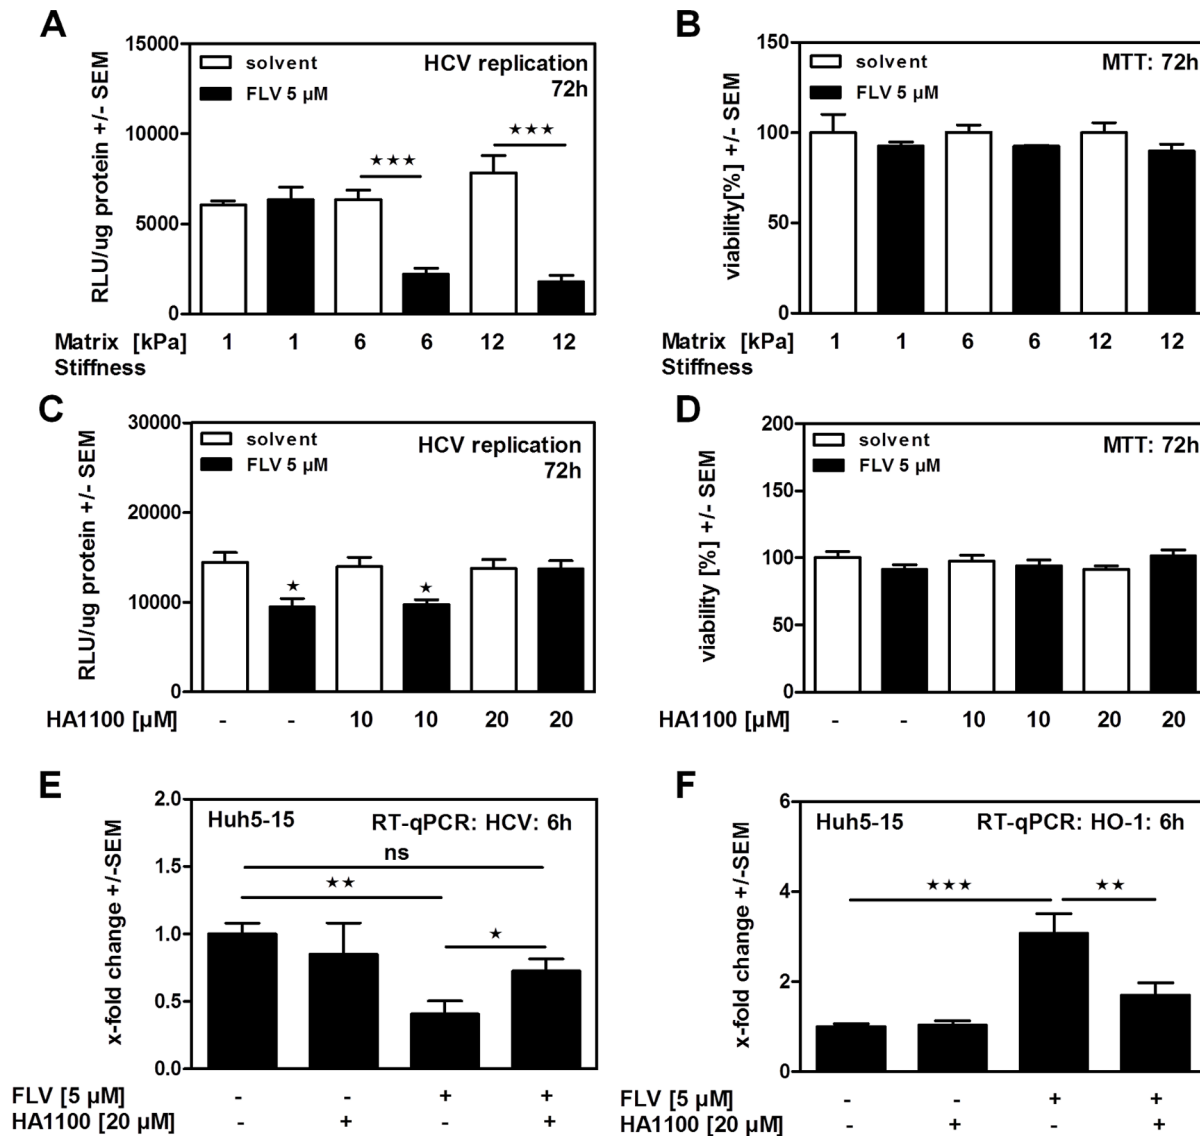 A
RLU/ug protein +/- SEM
15000
10000
5000
0
solvent
FLV 5 µM
HCV replication
72h
★★★
★★★
Matrix [kPa] 1 1 6 6 12 12
Stiffness
B
viability[%] +/- SEM
150
100
50
0
solvent
FLV 5 µM
MTT: 72h
Matrix [kPa] 1 1 6 6 12 12
Stiffness
C
RLU/ug protein +/- SEM
30000
20000
10000
0
solvent
FLV 5 µM
HCV replication
72h
★
★
HA1100 [µM] - - 10 10 20 20
D
viability [%] +/- SEM
200
150
100
50
0
solvent
FLV 5 µM
MTT: 72h
HA1100 [µM] - - 10 10 20 20
E
x-fold change +/-SEM
2.0
1.5
1.0
0.5
0.0
Huh5-15
RT-qPCR: HCV: 6h
ns
★★
★
FLV [5 µM] - - + +
HA1100 [20 µM] - + - +
F
x-fold change +/-SEM
6
4
2
0
Huh5-15
RT-qPCR: HO-1: 6h
★★★
★★
FLV [5 µM] - - + +
HA1100 [20 µM] - + - +